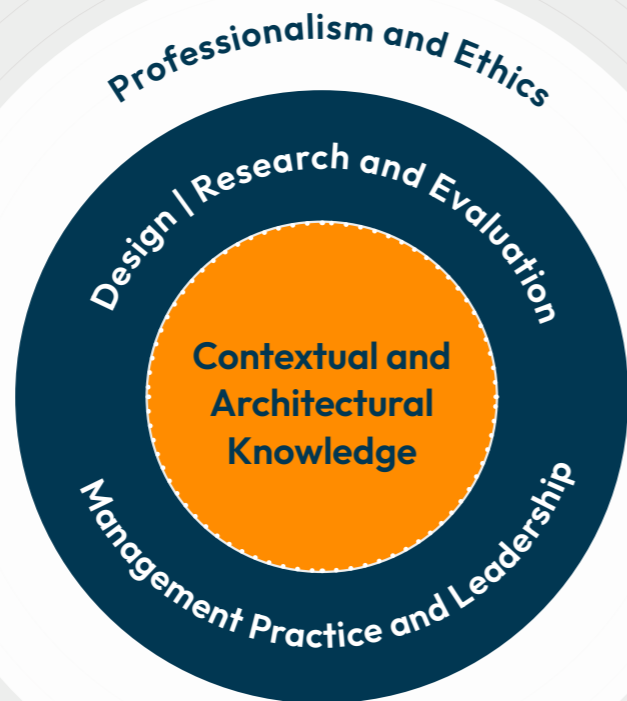 Professionalism and Ethics
Design | Research and Evaluation
Contextual and
Architectural
Knowledge
Management Practice and Leadership